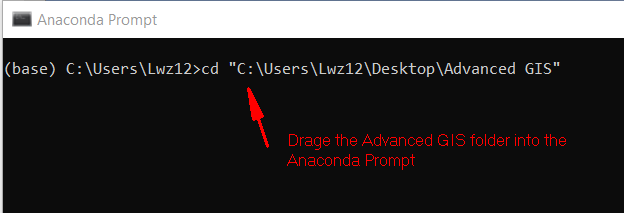 Anaconda Prompt
(base) C:\Users\Lwz12>cd "C:\Users\Lwz12\Desktop\Advanced GIS"
Drage the Advanced GIS folder into the
Anaconda Prompt